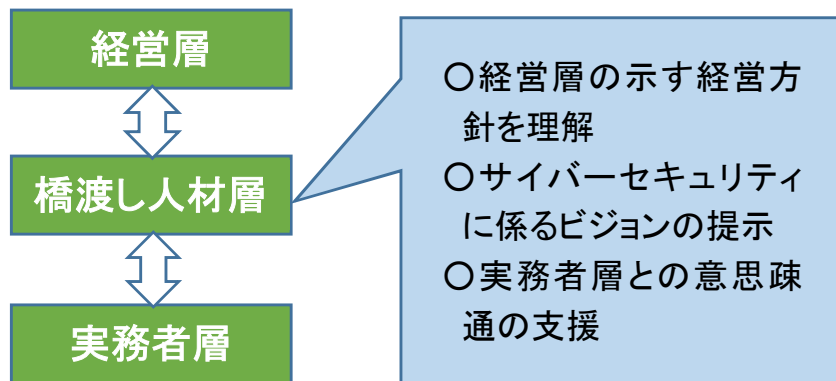 経営層
橋渡し人材層
実務者層
〇経営層の示す経営方
針を理解
〇サイバーセキュリティ
に係るビジョンの提示
〇実務者層との意思疎
通の支援